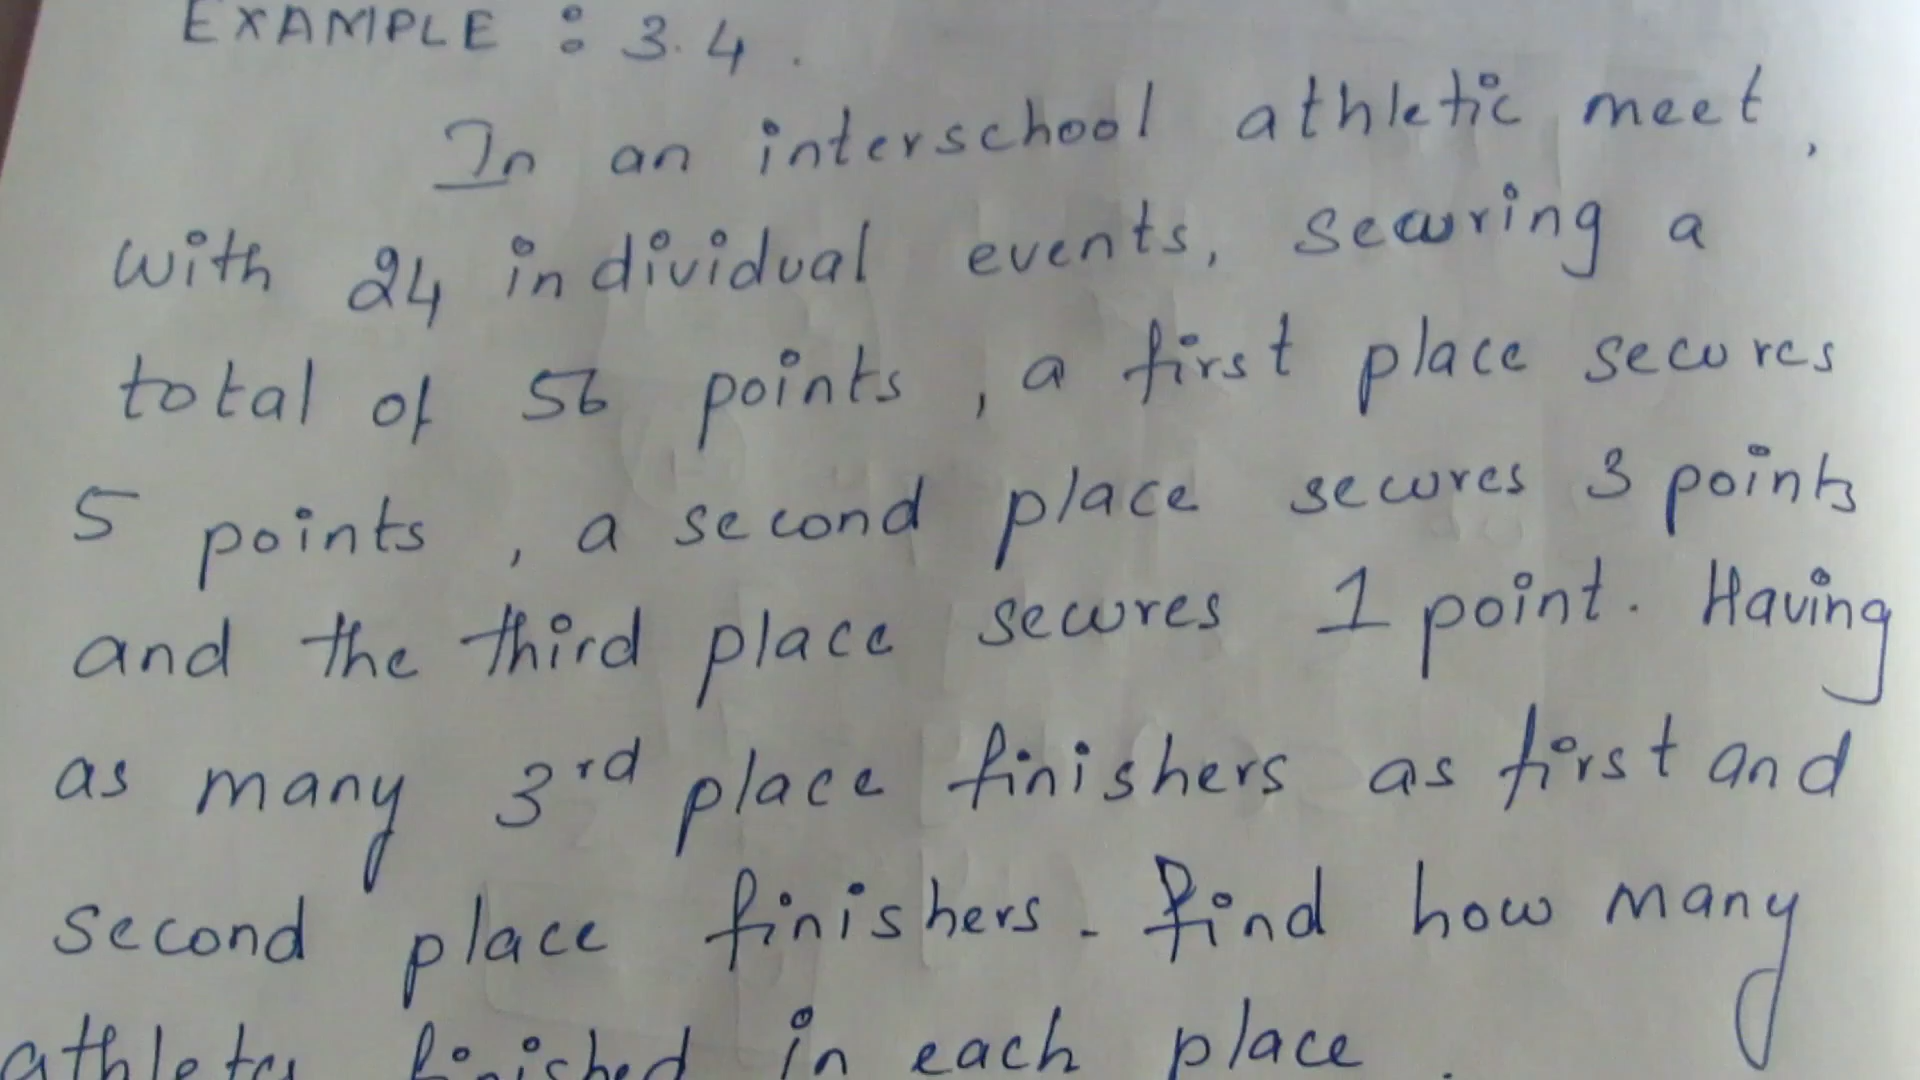 EXAMPLE : 3.4.
In an interschool athletic meet,
with 24 individual events, securing a
total of 56 points, a first place secures
5 points, a second place secures 3 points
and the third place secures 1 point. Having
as many 3rd place finishers as first and
second place finishers. Find how many
athletes finished in each place.